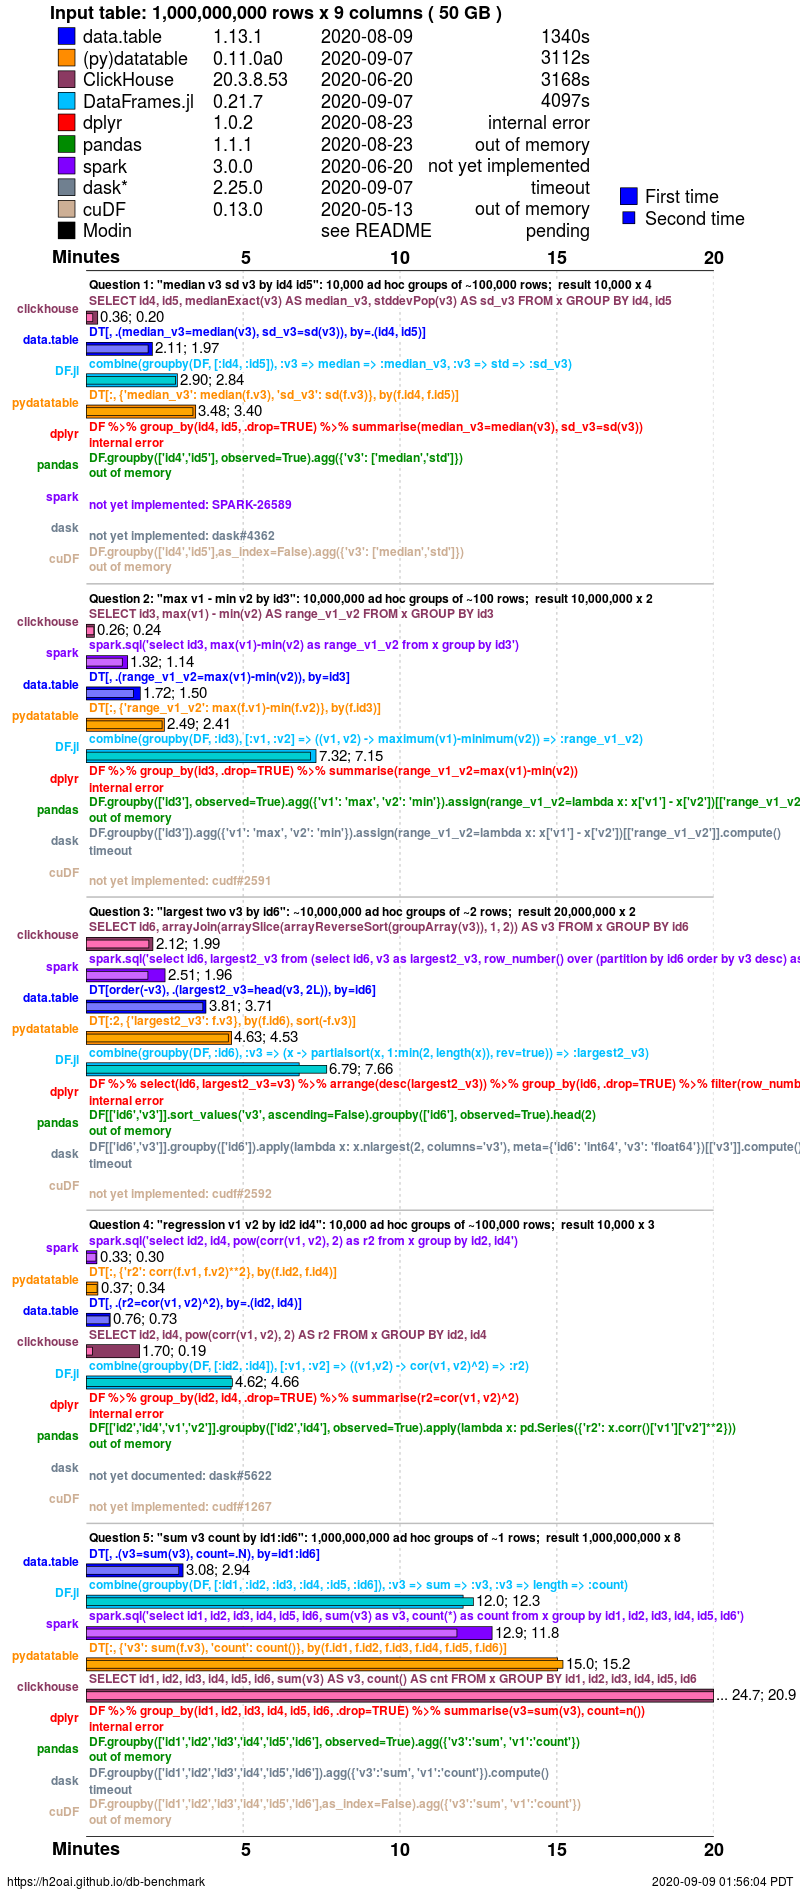 Input table: 1,000,000,000 rows x 9 columns ( 50 GB )
data.table 1.13.1 2020-08-09 1340s
(py)datatable 0.11.0a0 2020-09-07 3112s
ClickHouse 20.3.8.53 2020-06-20 3168s
DataFrames.jl 0.21.7 2020-09-07 4097s
dplyr 1.0.2 2020-08-23 internal error
pandas 1.1.1 2020-08-23 out of memory
spark 3.0.0 2020-06-20 not yet implemented
dask* 2.25.0 2020-09-07 timeout
cuDF 0.13.0 2020-05-13 out of memory
Modin see README pending
First time
Second time
Minutes 5 10 15 20
Question 1: "median v3 sd v3 by id4 id5": 10,000 ad hoc groups of ~100,000 rows; result 10,000 x 4
SELECT id4, id5, medianExact(v3) AS median_v3, stddevPop(v3) AS sd_v3 FROM x GROUP BY id4, id5
clickhouse 0.36; 0.20
DT[, .(median_v3=median(v3), sd_v3=sd(v3)), by=.(id4, id5)]
data.table 2.11; 1.97
combine(groupby(DF, [:id4, :id5]), :v3 => median => :median_v3, :v3 => std => :sd_v3)
DF.jl 2.90; 2.84
DT[:, {'median_v3': median(f.v3), 'sd_v3': sd(f.v3)}, by(f.id4, f.id5)]
pydatatable 3.48; 3.40
DF %>% group_by(id4, id5, .drop=TRUE) %>% summarise(median_v3=median(v3), sd_v3=sd(v3))
dplyr internal error
DF.groupby(['id4','id5'], observed=True).agg({'v3': ['median','std']})
pandas out of memory
spark not yet implemented: SPARK-26589
dask not yet implemented: dask#4362
DF.groupby(['id4','id5'],as_index=False).agg({'v3': ['median','std']})
cuDF out of memory
Question 2: "max v1 - min v2 by id3": 10,000,000 ad hoc groups of ~100 rows; result 10,000,000 x 2
SELECT id3, max(v1) - min(v2) AS range_v1_v2 FROM x GROUP BY id3
clickhouse 0.26; 0.24
spark.sql('select id3, max(v1)-min(v2) as range_v1_v2 from x group by id3')
spark 1.32; 1.14
DT[, .(range_v1_v2=max(v1)-min(v2)), by=id3]
data.table 1.72; 1.50
DT[:, {'range_v1_v2': max(f.v1)-min(f.v2)}, by(f.id3)]
pydatatable 2.49; 2.41
combine(groupby(DF, :id3), [:v1, :v2] => ((v1, v2) -> maximum(v1)-minimum(v2)) => :range_v1_v2)
DF.jl 7.32; 7.15
DF %>% group_by(id3, .drop=TRUE) %>% summarise(range_v1_v2=max(v1)-min(v2))
dplyr internal error
DF.groupby(['id3'], observed=True).agg({'v1': 'max', 'v2': 'min'}).assign(range_v1_v2=lambda x: x['v1'] - x['v2'])[['range_v1_v2
pandas out of memory
DF.groupby(['id3']).agg({'v1': 'max', 'v2': 'min'}).assign(range_v1_v2=lambda x: x['v1'] - x['v2'])[['range_v1_v2']].compute()
dask timeout
cuDF not yet implemented: cudf#2591
Question 3: "largest two v3 by id6": ~10,000,000 ad hoc groups of ~2 rows; result 20,000,000 x 2
SELECT id6, arrayJoin(arraySlice(arrayReverseSort(groupArray(v3)), 1, 2)) AS v3 FROM x GROUP BY id6
clickhouse 2.12; 1.99
spark.sql('select id6, largest2_v3 from (select id6, v3 as largest2_v3, row_number() over (partition by id6 order by v3 desc) as
spark 2.51; 1.96
DT[order(-v3), .(largest2_v3=head(v3, 2L)), by=id6]
data.table 3.81; 3.71
DT[:2, {'largest2_v3': f.v3}, by(f.id6), sort(-f.v3)]
pydatatable 4.63; 4.53
combine(groupby(DF, :id6), :v3 => (x -> partialsort(x, 1:min(2, length(x)), rev=true)) => :largest2_v3)
DF.jl 6.79; 7.66
DF %>% select(id6, largest2_v3=v3) %>% arrange(desc(largest2_v3)) %>% group_by(id6, .drop=TRUE) %>% filter(row_numb
dplyr internal error
DF[['id6','v3']].sort_values('v3', ascending=False).groupby(['id6'], observed=True).head(2)
pandas out of memory
DF[['id6','v3']].groupby(['id6']).apply(lambda x: x.nlargest(2, columns='v3'), meta={'id6': 'int64', 'v3': 'float64'})[['v3']].compute()
dask timeout
cuDF not yet implemented: cudf#2592
Question 4: "regression v1 v2 by id2 id4": 10,000 ad hoc groups of ~100,000 rows; result 10,000 x 3
spark.sql('select id2, id4, pow(corr(v1, v2), 2) as r2 from x group by id2, id4')
spark 0.33; 0.30
DT[:, {'r2': corr(f.v1, f.v2)**2}, by(f.id2, f.id4)]
pydatatable 0.37; 0.34
DT[, .(r2=cor(v1, v2)^2), by=.(id2, id4)]
data.table 0.76; 0.73
SELECT id2, id4, pow(corr(v1, v2), 2) AS r2 FROM x GROUP BY id2, id4
clickhouse 1.70; 0.19
combine(groupby(DF, [:id2, :id4]), [:v1, :v2] => ((v1,v2) -> cor(v1, v2)^2) => :r2)
DF.jl 4.62; 4.66
DF %>% group_by(id2, id4, .drop=TRUE) %>% summarise(r2=cor(v1, v2)^2)
dplyr internal error
DF[['id2','id4','v1','v2']].groupby(['id2','id4'], observed=True).apply(lambda x: pd.Series({'r2': x.corr()['v1']['v2']**2}))
pandas out of memory
dask not yet documented: dask#5622
cuDF not yet implemented: cudf#1267
Question 5: "sum v3 count by id1:id6": 1,000,000,000 ad hoc groups of ~1 rows; result 1,000,000,000 x 8
DT[, .(v3=sum(v3), count=.N), by=id1:id6]
data.table 3.08; 2.94
combine(groupby(DF, [:id1, :id2, :id3, :id4, :id5, :id6]), :v3 => sum => :v3, :v3 => length => :count)
DF.jl 12.0; 12.3
spark.sql('select id1, id2, id3, id4, id5, id6, sum(v3) as v3, count(*) as count from x group by id1, id2, id3, id4, id5, id6')
spark 12.9; 11.8
DT[:, {'v3': sum(f.v3), 'count': count()}, by(f.id1, f.id2, f.id3, f.id4, f.id5, f.id6)]
pydatatable 15.0; 15.2
SELECT id1, id2, id3, id4, id5, id6, sum(v3) AS v3, count() AS cnt FROM x GROUP BY id1, id2, id3, id4, id5, id6
clickhouse ... 24.7; 20.9
DF %>% group_by(id1, id2, id3, id4, id5, id6, .drop=TRUE) %>% summarise(v3=sum(v3), count=n())
dplyr internal error
DF.groupby(['id1','id2','id3','id4','id5','id6'], observed=True).agg({'v3':'sum', 'v1':'count'})
pandas out of memory
DF.groupby(['id1','id2','id3','id4','id5','id6']).agg({'v3':'sum', 'v1':'count'}).compute()
dask timeout
DF.groupby(['id1','id2','id3','id4','id5','id6'],as_index=False).agg({'v3':'sum', 'v1':'count'})
cuDF out of memory
Minutes 5 10 15 20
https://h2oai.github.io/db-benchmark 2020-09-09 01:56:04 PDT